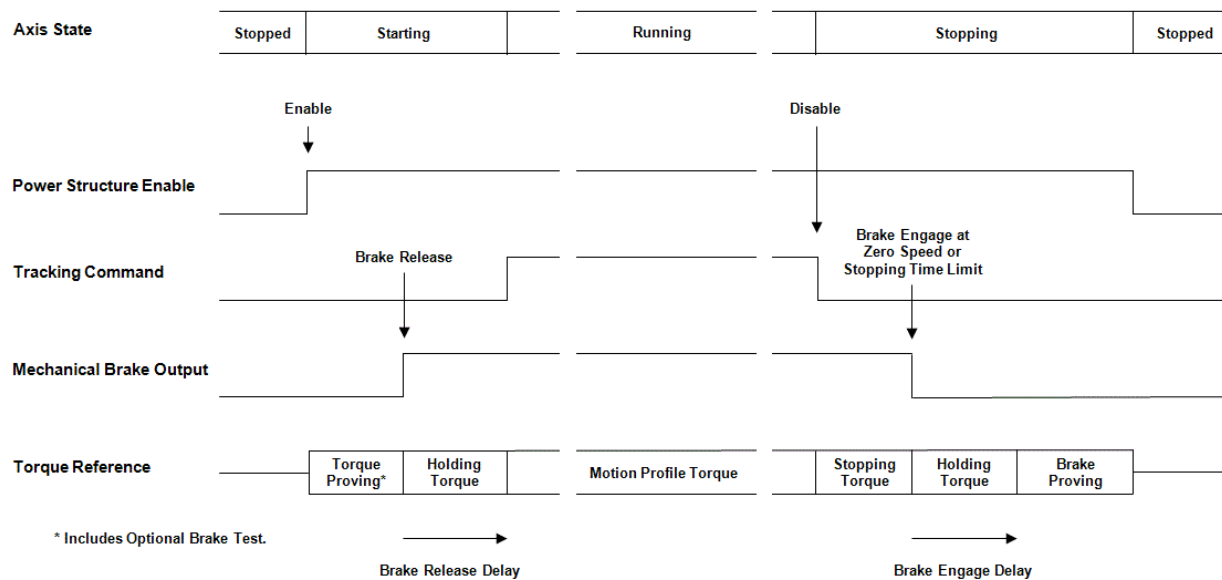 Axis State
Stopped
Starting
Running
Stopping
Stopped
Enable
Disable
Power Structure Enable
Brake Engage at
Zero Speed or
Stopping Time Limit
Tracking Command
Brake Release
Mechanical Brake Output
Torque Reference
Torque
Proving*
Holding
Torque
Motion Profile Torque
Stopping
Torque
Holding
Torque
Brake
Proving
* Includes Optional Brake Test.
Brake Release Delay
Brake Engage Delay